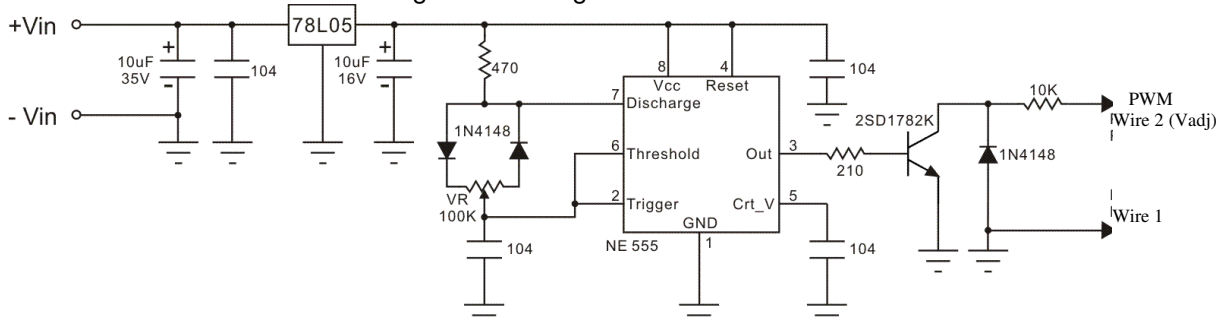 +Vin
78L05
+
10uF
35V
-
104
+
10uF
16V
-
- Vin
470
8
4
104
Vcc
Reset
7
Discharge
1N4148
6
Threshold
Out
3
210
2SD1782K
10K
PWM
Wire 2 (Vadj)
1N4148
VR
100K
2
Trigger
Crt_V
5
Wire 1
104
NE 555
GND
1
104